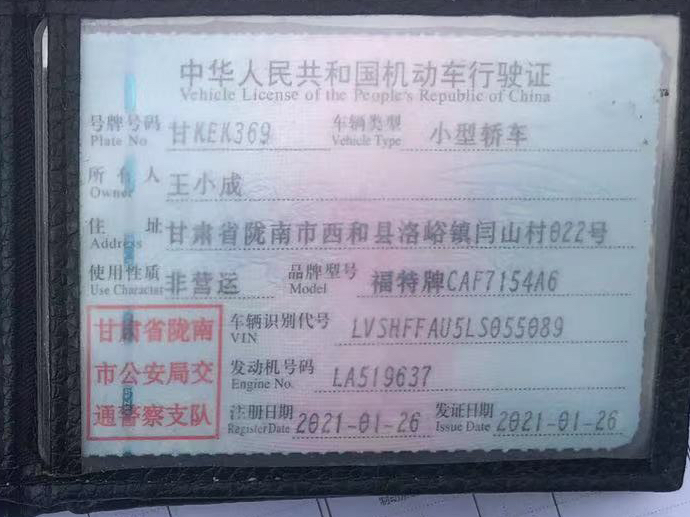 中华人民共和国机动车行驶证
Vehicle License of the People's Republic of China
号牌号码 甘KEK369 车辆类型 小型轿车
Plate No. Vehicle Type
所有人 王小成
Owner
住址 甘肃省陇南市西和县洛峪镇闫山村022号
Address
使用性质 非营运 品牌型号 福特牌CAF7154A6
Use Character Model
车辆识别代号 LVSHFFAU5LS055089
VIN
发动机号码 LA519637
Engine No.
甘肃省陇南
市公安局交
通警察支队
注册日期 2021-01-26 发证日期 2021-01-26
Register Date Issue Date